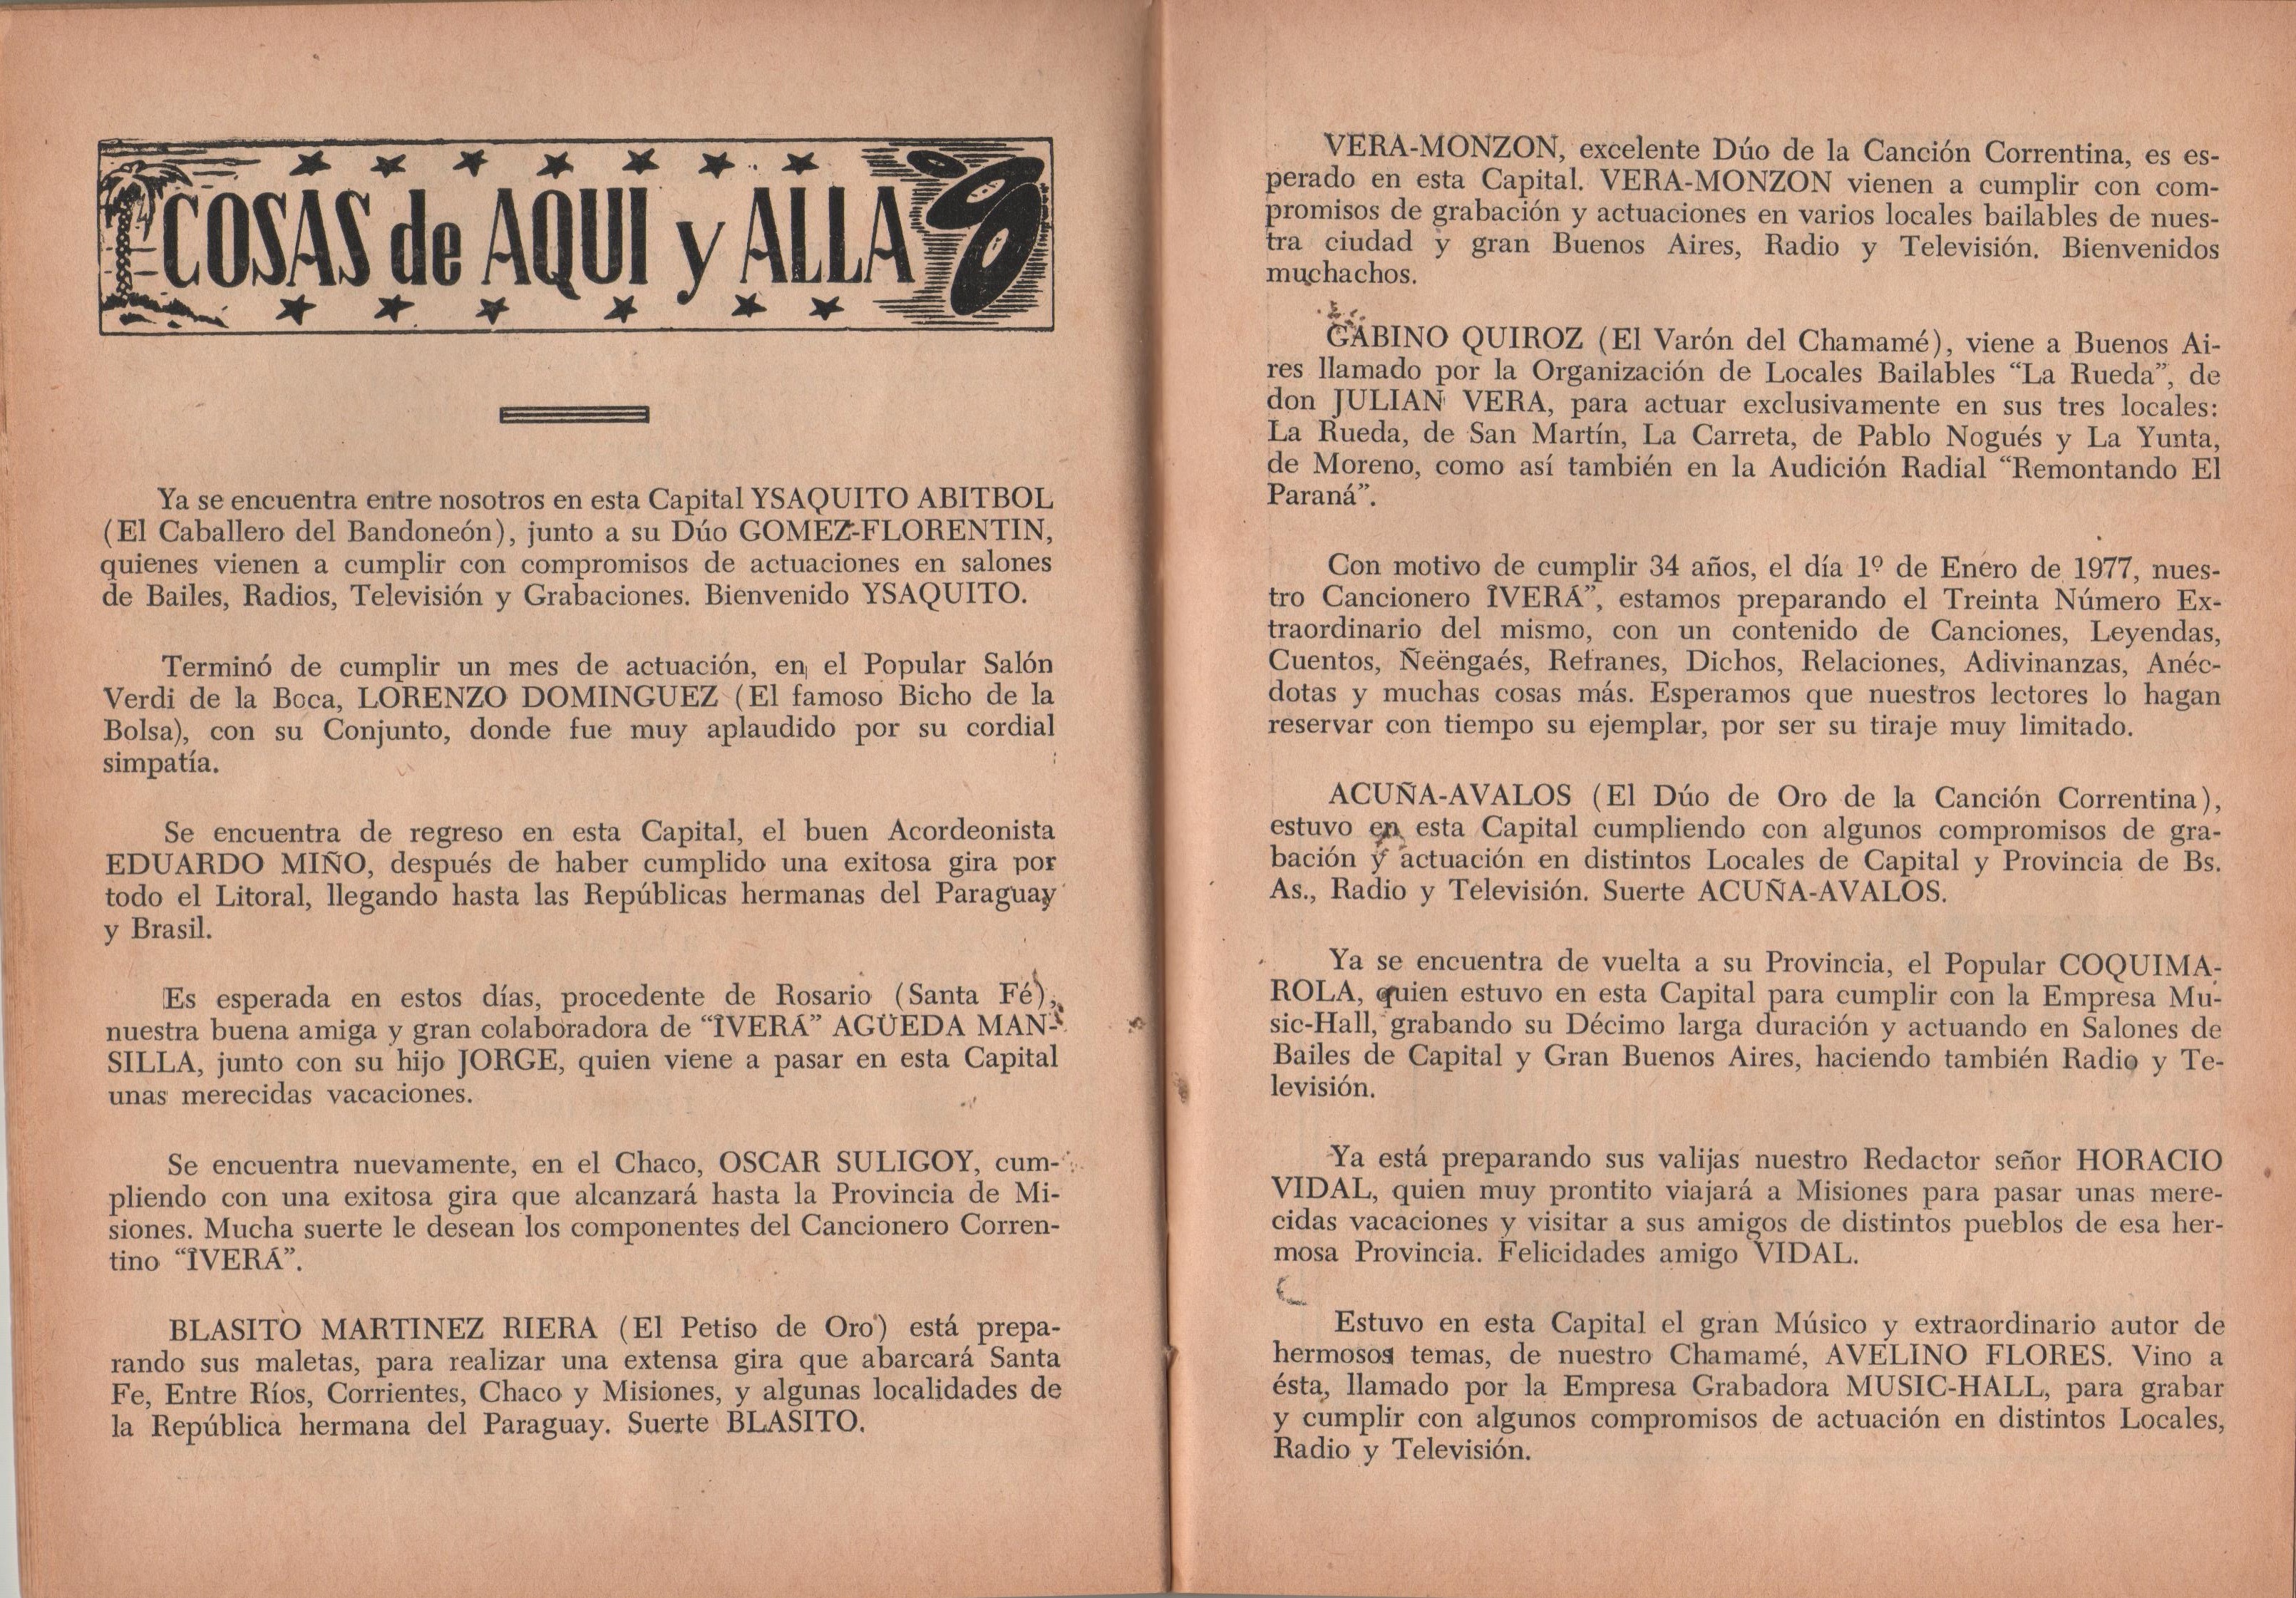 COSAS de AQUI y ALLA
Ya se encuentra entre nosotros en esta Capital YSAQUITO ABITBOL
(El Caballero del Bandoneón), junto a su Dúo GOMEZ-FLORENTIN,
quienes vienen a cumplir con compromisos de actuaciones en salones
de Bailes, Radios, Televisión y Grabaciones. Bienvenido YSAQUITO.
Terminó de cumplir un mes de actuación, en el Popular Salón
Verdi de la Boca, LORENZO DOMINGUEZ (El famoso Bicho de la
Bolsa), con su Conjunto, donde fue muy aplaudido por su cordial
simpatía.
Se encuentra de regreso en esta Capital, el buen Acordeonista
EDUARDO MIÑO, después de haber cumplido una exitosa gira por
todo el Litoral, llegando hasta las Repúblicas hermanas del Paraguay
y Brasil.
Es esperada en estos días, procedente de Rosario (Santa Fé),
nuestra buena amiga y gran colaboradora de “ÎVERÁ” AGÜEDA MAN-
SILLA, junto con su hijo JORGE, quien viene a pasar en esta Capital
unas merecidas vacaciones.
Se encuentra nuevamente, en el Chaco, OSCAR SULIGOY, cum-
pliendo con una exitosa gira que alcanzará hasta la Provincia de Mi-
siones. Mucha suerte le desean los componentes del Cancionero Corren-
tino “ÎVERÁ”.
BLASITO MARTINEZ RIERA (El Petiso de Oro) está prepa-
rando sus maletas, para realizar una extensa gira que abarcará Santa
Fe, Entre Ríos, Corrientes, Chaco y Misiones, y algunas localidades de
la República hermana del Paraguay. Suerte BLASITO.
VERA-MONZON, excelente Dúo de la Canción Correntina, es es-
perado en esta Capital. VERA-MONZON vienen a cumplir con com-
promisos de grabación y actuaciones en varios locales bailables de nues-
tra ciudad y gran Buenos Aires, Radio y Televisión. Bienvenidos
muchachos.
GABINO QUIROZ (El Varón del Chamamé), viene a Buenos Ai-
res llamado por la Organización de Locales Bailables “La Rueda”, de
don JULIAN VERA, para actuar exclusivamente en sus tres locales:
La Rueda, de San Martín, La Carreta, de Pablo Nogués y La Yunta,
de Moreno, como así también en la Audición Radial “Remontando El
Paraná”.
Con motivo de cumplir 34 años, el día 1º de Enero de 1977, nues-
tro Cancionero ÎVERÁ”, estamos preparando el Treinta Número Ex-
traordinario del mismo, con un contenido de Canciones, Leyendas,
Cuentos, Ñeëngaés, Refranes, Dichos, Relaciones, Adivinanzas, Anéc-
dotas y muchas cosas más. Esperamos que nuestros lectores lo hagan
reservar con tiempo su ejemplar, por ser su tiraje muy limitado.
ACUÑA-AVALOS (El Dúo de Oro de la Canción Correntina),
estuvo en esta Capital cumpliendo con algunos compromisos de gra-
bación y actuación en distintos Locales de Capital y Provincia de Bs.
As., Radio y Televisión. Suerte ACUÑA-AVALOS.
Ya se encuentra de vuelta a su Provincia, el Popular COQUIMA-
ROLA, quien estuvo en esta Capital para cumplir con la Empresa Mu-
sic-Hall, grabando su Décimo larga duración y actuando en Salones de
Bailes de Capital y Gran Buenos Aires, haciendo también Radio y Te-
levisión.
Ya está preparando sus valijas nuestro Redactor señor HORACIO
VIDAL, quien muy prontito viajará a Misiones para pasar unas mere-
cidas vacaciones y visitar a sus amigos de distintos pueblos de esa her-
mosa Provincia. Felicidades amigo VIDAL.
Estuvo en esta Capital el gran Músico y extraordinario autor de
hermosos temas, de nuestro Chamamé, AVELINO FLORES. Vino a
ésta, llamado por la Empresa Grabadora MUSIC-HALL, para grabar
y cumplir con algunos compromisos de actuación en distintos Locales,
Radio y Televisión.